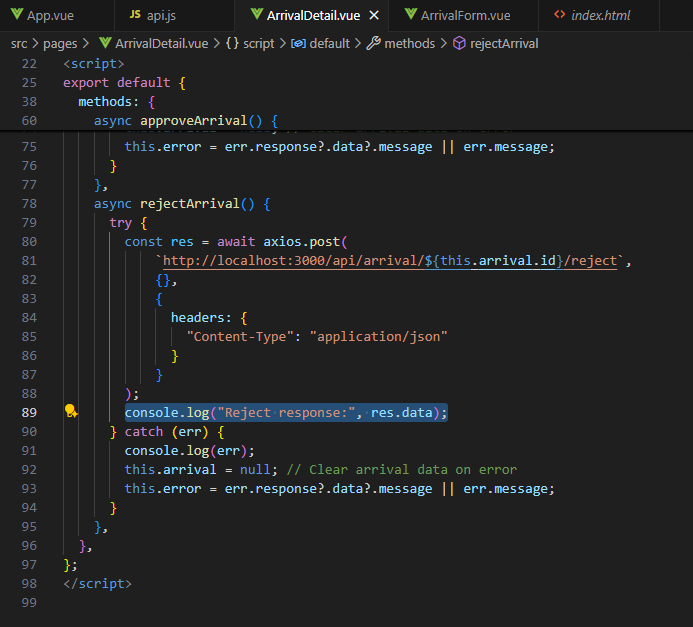 App.vue JS api.js ArrivalDetail.vue ArrivalForm.vue <> index.html
src > pages > ArrivalDetail.vue > {} script > default > methods > rejectArrival
22 <script>
25 export default {
38 methods: {
60 async approveArrival() {
75 this.error = err.response?.data?.message || err.message;
76 }
77 },
78 async rejectArrival() {
79 try {
80 const res = await axios.post(
81 `http://localhost:3000/api/arrival/${this.arrival.id}/reject`,
82 {},
83 {
84 headers: {
85 "Content-Type": "application/json"
86 }
87 }
88 );
89 console.log("Reject response:", res.data);
90 } catch (err) {
91 console.log(err);
92 this.arrival = null; // Clear arrival data on error
93 this.error = err.response?.data?.message || err.message;
94 }
95 },
96 },
97 };
98 </script>
99